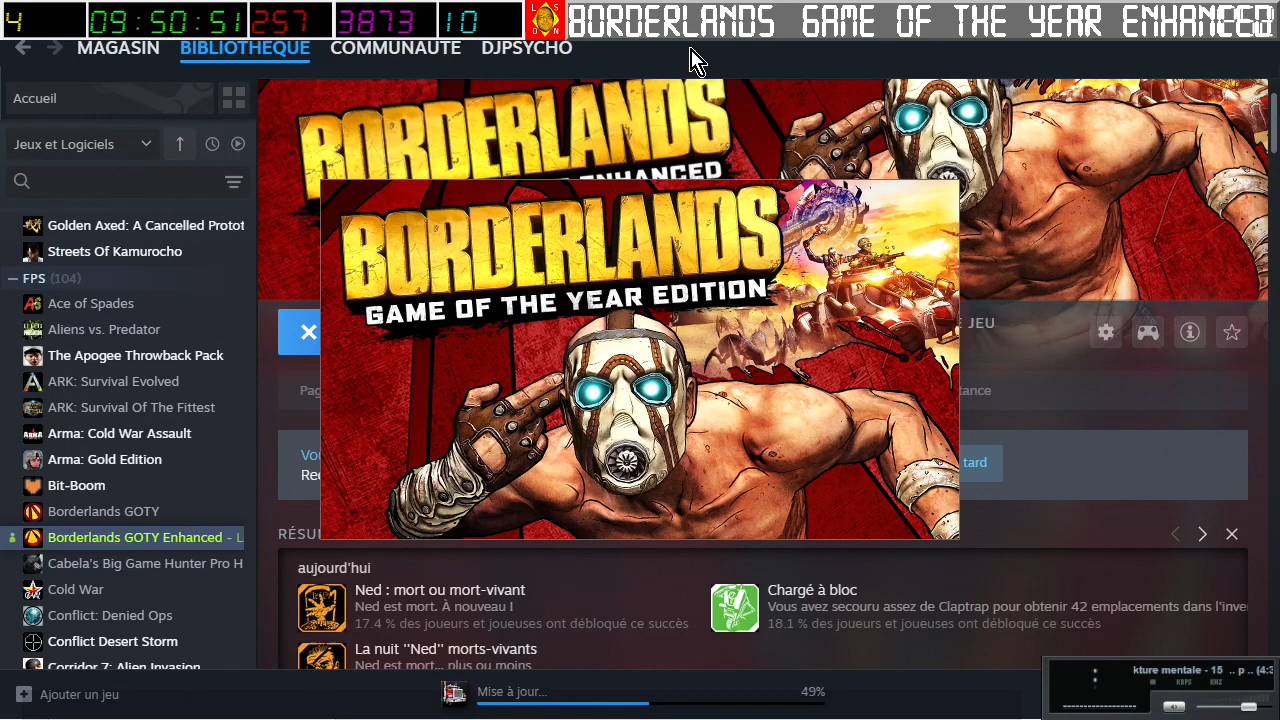 4 09:50:51 257 3873 10 BORDERLANDS GAME OF THE YEAR ENHANCED
MAGASIN BIBLIOTHEQUE COMMUNAUTE DJPSYCHO
Accueil
Jeux et Logiciels
Golden Axed: A Cancelled Protot
Streets Of Kamurocho
FPS (104)
Ace of Spades
Aliens vs. Predator
The Apogee Throwback Pack
ARK: Survival Evolved
ARK: Survival Of The Fittest
Arma: Cold War Assault
Arma: Gold Edition
Bit-Boom
Borderlands GOTY
Borderlands GOTY Enhanced - L
Cabela's Big Game Hunter Pro H
Cold War
Conflict: Denied Ops
Conflict Desert Storm
Corridor 7: Alien Invasion
Ajouter un jeu
BORDERLANDS
ENHANCED
BORDERLANDS
GAME OF THE YEAR EDITION
E JEU
Pag
tance
Vou
Rec
tard
RÉSU
aujourd'hui
Ned : mort ou mort-vivant
Ned est mort. À nouveau !
17.4 % des joueurs et joueuses ont débloqué ce succès
Chargé à bloc
Vous avez secouru assez de Claptrap pour obtenir 42 emplacements dans l'inve
18.1 % des joueurs et joueuses ont débloqué ce succès
La nuit "Ned" morts-vivants
Ned est mort... plus ou moins
Mise à jour... 49%
kture mentale - 15 .. p .. (4:3
KBPS KHZ